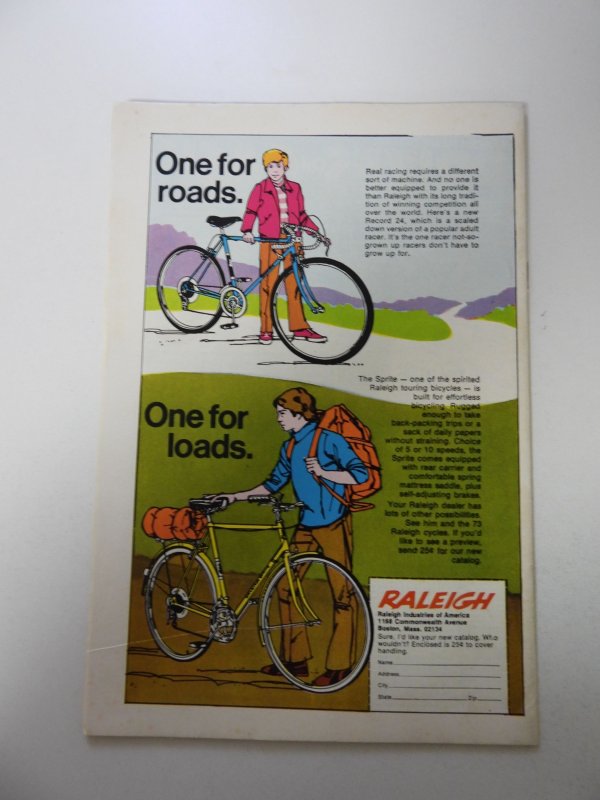 One for
roads.
Real racing requires a different
sort of machine. And no one is
better equipped to provide it
than Raleigh with its long tradi-
tion of winning competition all
over the world. Here's a new
Record 24, which is a scaled
down version of a popular adult
racer. It's the one racer not-so-
grown up racers don't have to
grow up for.
The Sprite — one of the spirited
Raleigh touring bicycles — is
built for effortless
bicycling. Rugged
enough to take
back-packing trips or a
sack of daily papers
without straining. Choice
of 5 or 10 speeds, the
Sprite comes equipped
with rear carrier and
comfortable spring
mattress saddle, plus
self-adjusting brakes.
Your Raleigh dealer has
lots of other possibilities.
See him and the 73
Raleigh cycles. If you'd
like to see a preview,
send 25¢ for our new
catalog.
One for
loads.
RALEIGH
Raleigh Industries of America
1168 Commonwealth Avenue
Boston, Mass. 02134
Sure, I'd like your new catalog. Who
wouldn't? Enclosed is 25¢ to cover
handling.
Name
Address
City
State Zip